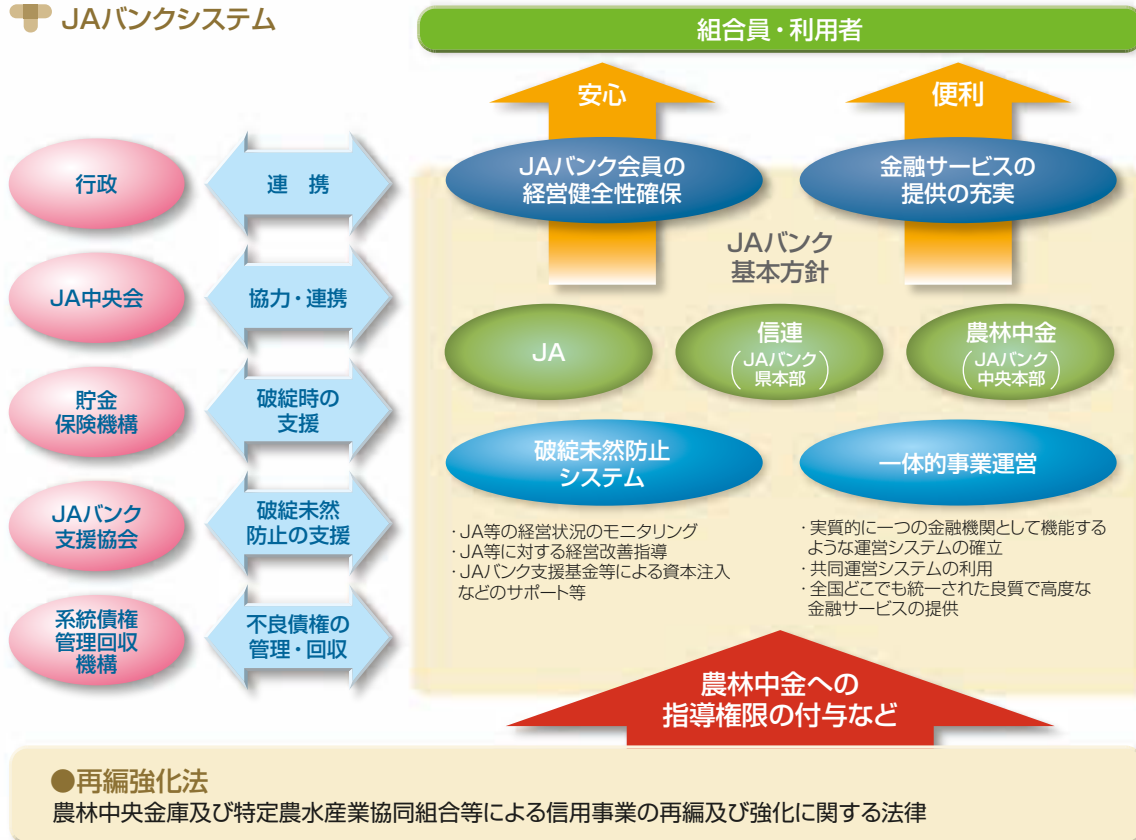 JAバンクシステム
組合員・利用者
安心
便利
JAバンク会員の
経営健全性確保
金融サービスの
提供の充実
行政
連 携
JAバンク
基本方針
JA中央会
協力・連携
JA
信連
(JAバンク
県本部)
農林中金
(JAバンク
中央本部)
貯金
保険機構
破綻時の
支援
破綻未然防止
システム
一体的事業運営
JAバンク
支援協会
破綻未然
防止の支援
・JA等の経営状況のモニタリング
・JA等に対する経営改善指導
・JAバンク支援基金等による資本注入
などのサポート等
・実質的に一つの金融機関として機能する
ような運営システムの確立
・共同運営システムの利用
・全国どこでも統一された良質で高度な
金融サービスの提供
系統債権
管理回収
機構
不良債権の
管理・回収
農林中金への
指導権限の付与など
●再編強化法
農林中央金庫及び特定農水産業協同組合等による信用事業の再編及び強化に関する法律